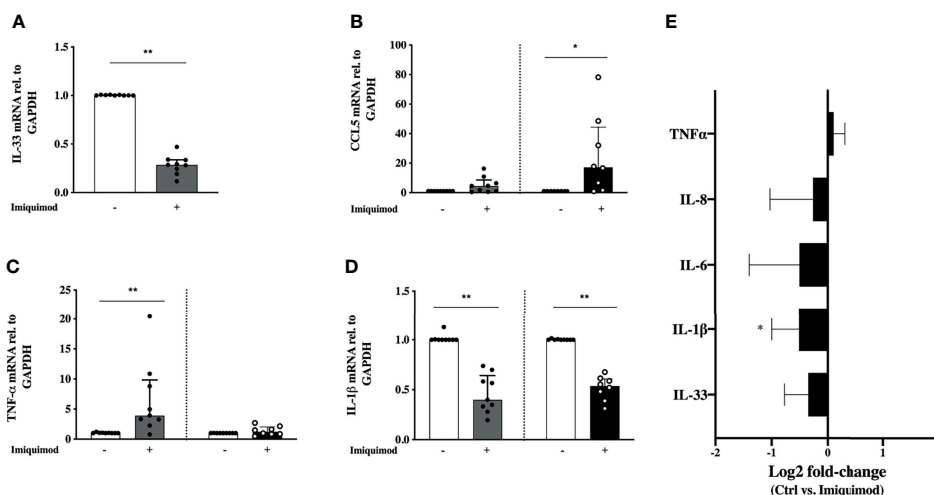 A
IL-33 mRNA rel. to
GAPDH
1.5
1.0
0.5
0.0
**
Imiquimod
-
+
B
CCL5 mRNA rel. to
GAPDH
100
80
60
40
20
10
0
*
Imiquimod
-
+
-
+
C
TNF-α mRNA rel. to
GAPDH
25
20
15
10
5
0
**
Imiquimod
-
+
-
+
D
IL-1β mRNA rel. to
GAPDH
1.5
1.0
0.5
0.0
**
**
Imiquimod
-
+
-
+
E
TNFα
IL-8
IL-6
IL-1β
*
IL-33
-2
-1
0
1
Log2 fold-change
(Ctrl vs. Imiquimod)